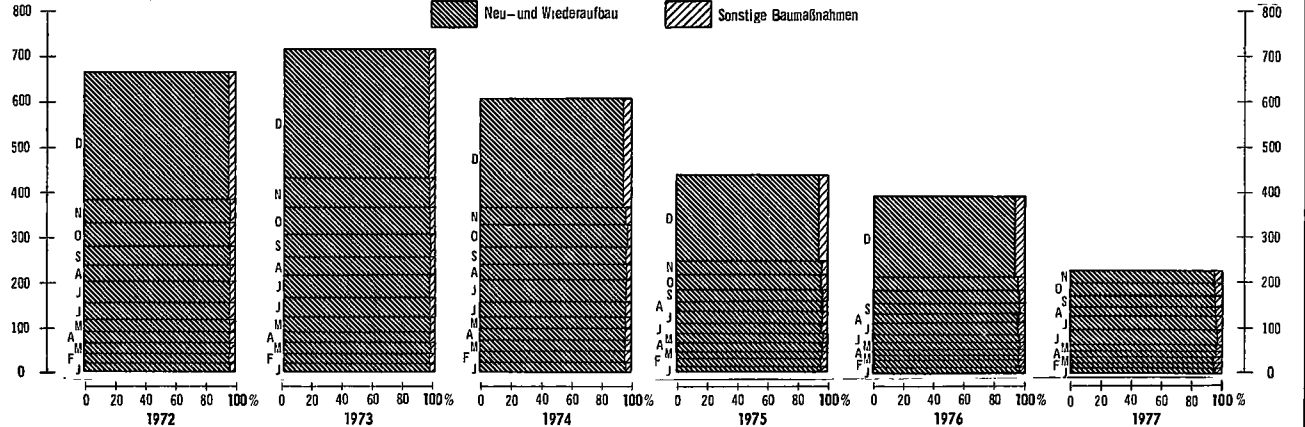 Neu-und Wiederaufbau Sonstige Baumaßnahmen
800 800
700 700
600 600
500 500
400 400
300 300
200 200
100 100
0 0
D
N
O
S
A
J
J
M
A
M
F
J
D
N
O
S
A
J
J
M
A
M
F
J
D
N
O
S
A
J
J
M
A
M
F
J
D
N
O
S
A
J
J
M
A
M
F
J
D
S
A
J
J
M
A
M
F
J
N
O
S
A
J
J
M
A
M
F
J
0 20 40 60 80 100% 0 20 40 60 80 100% 0 20 40 60 80 100% 0 20 40 60 80 100% 0 20 40 60 80 100% 0 20 40 60 80 100%
1972 1973 1974 1975 1976 1977